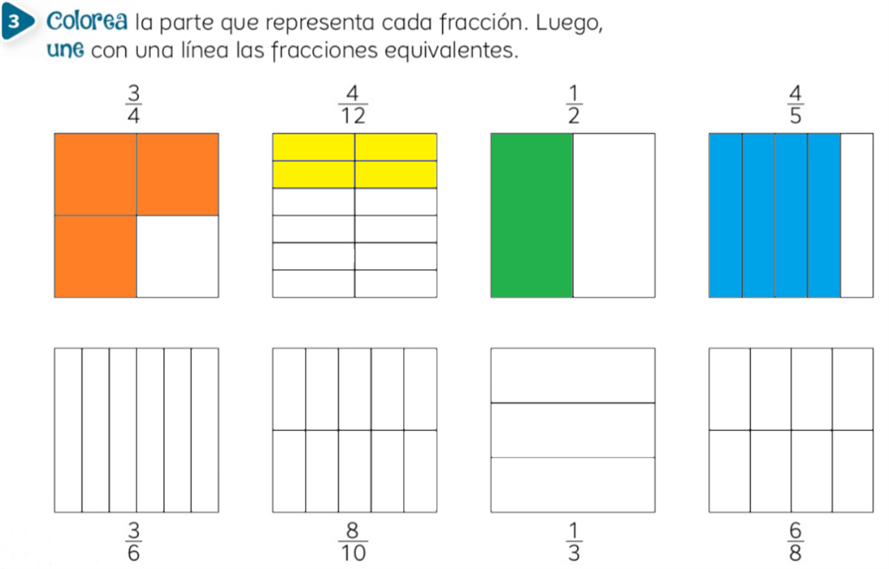 3 Colorea la parte que representa cada fracción. Luego,
une con una línea las fracciones equivalentes.
3/4 4/12 1/2 4/5
3/6 8/10 1/3 6/8